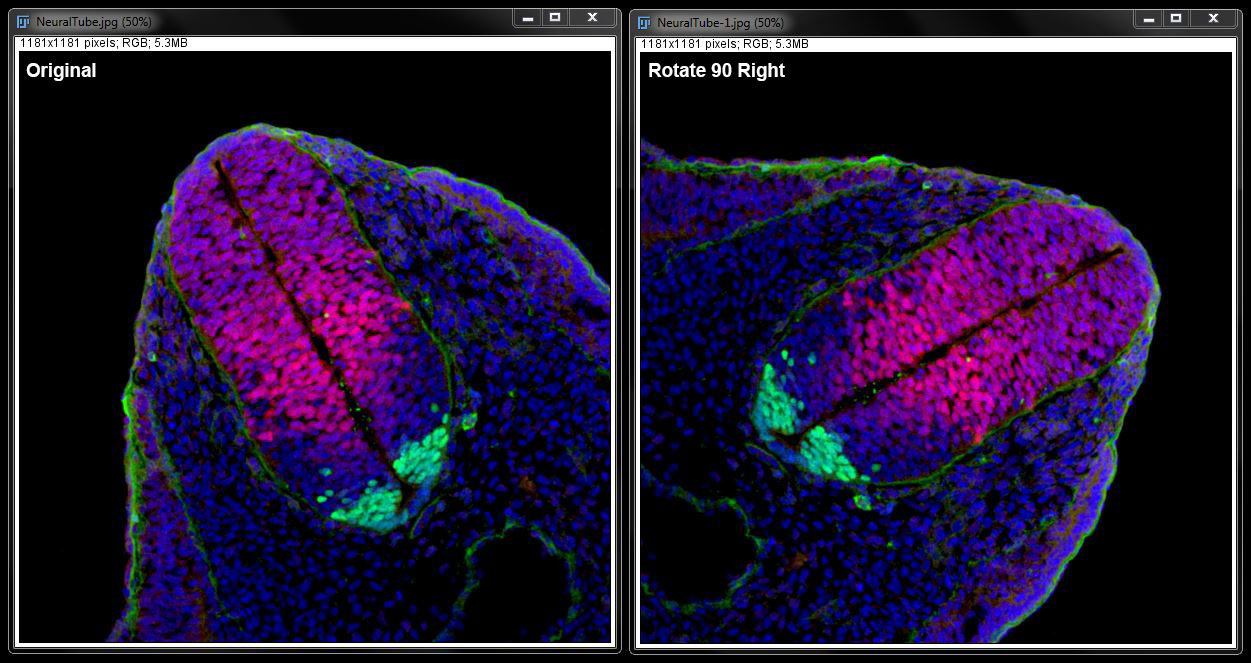 NeuralTube.jpg (50%)
1181x1181 pixels; RGB; 5.3MB
Original
NeuralTube-1.jpg (50%)
1181x1181 pixels; RGB; 5.3MB
Rotate 90 Right